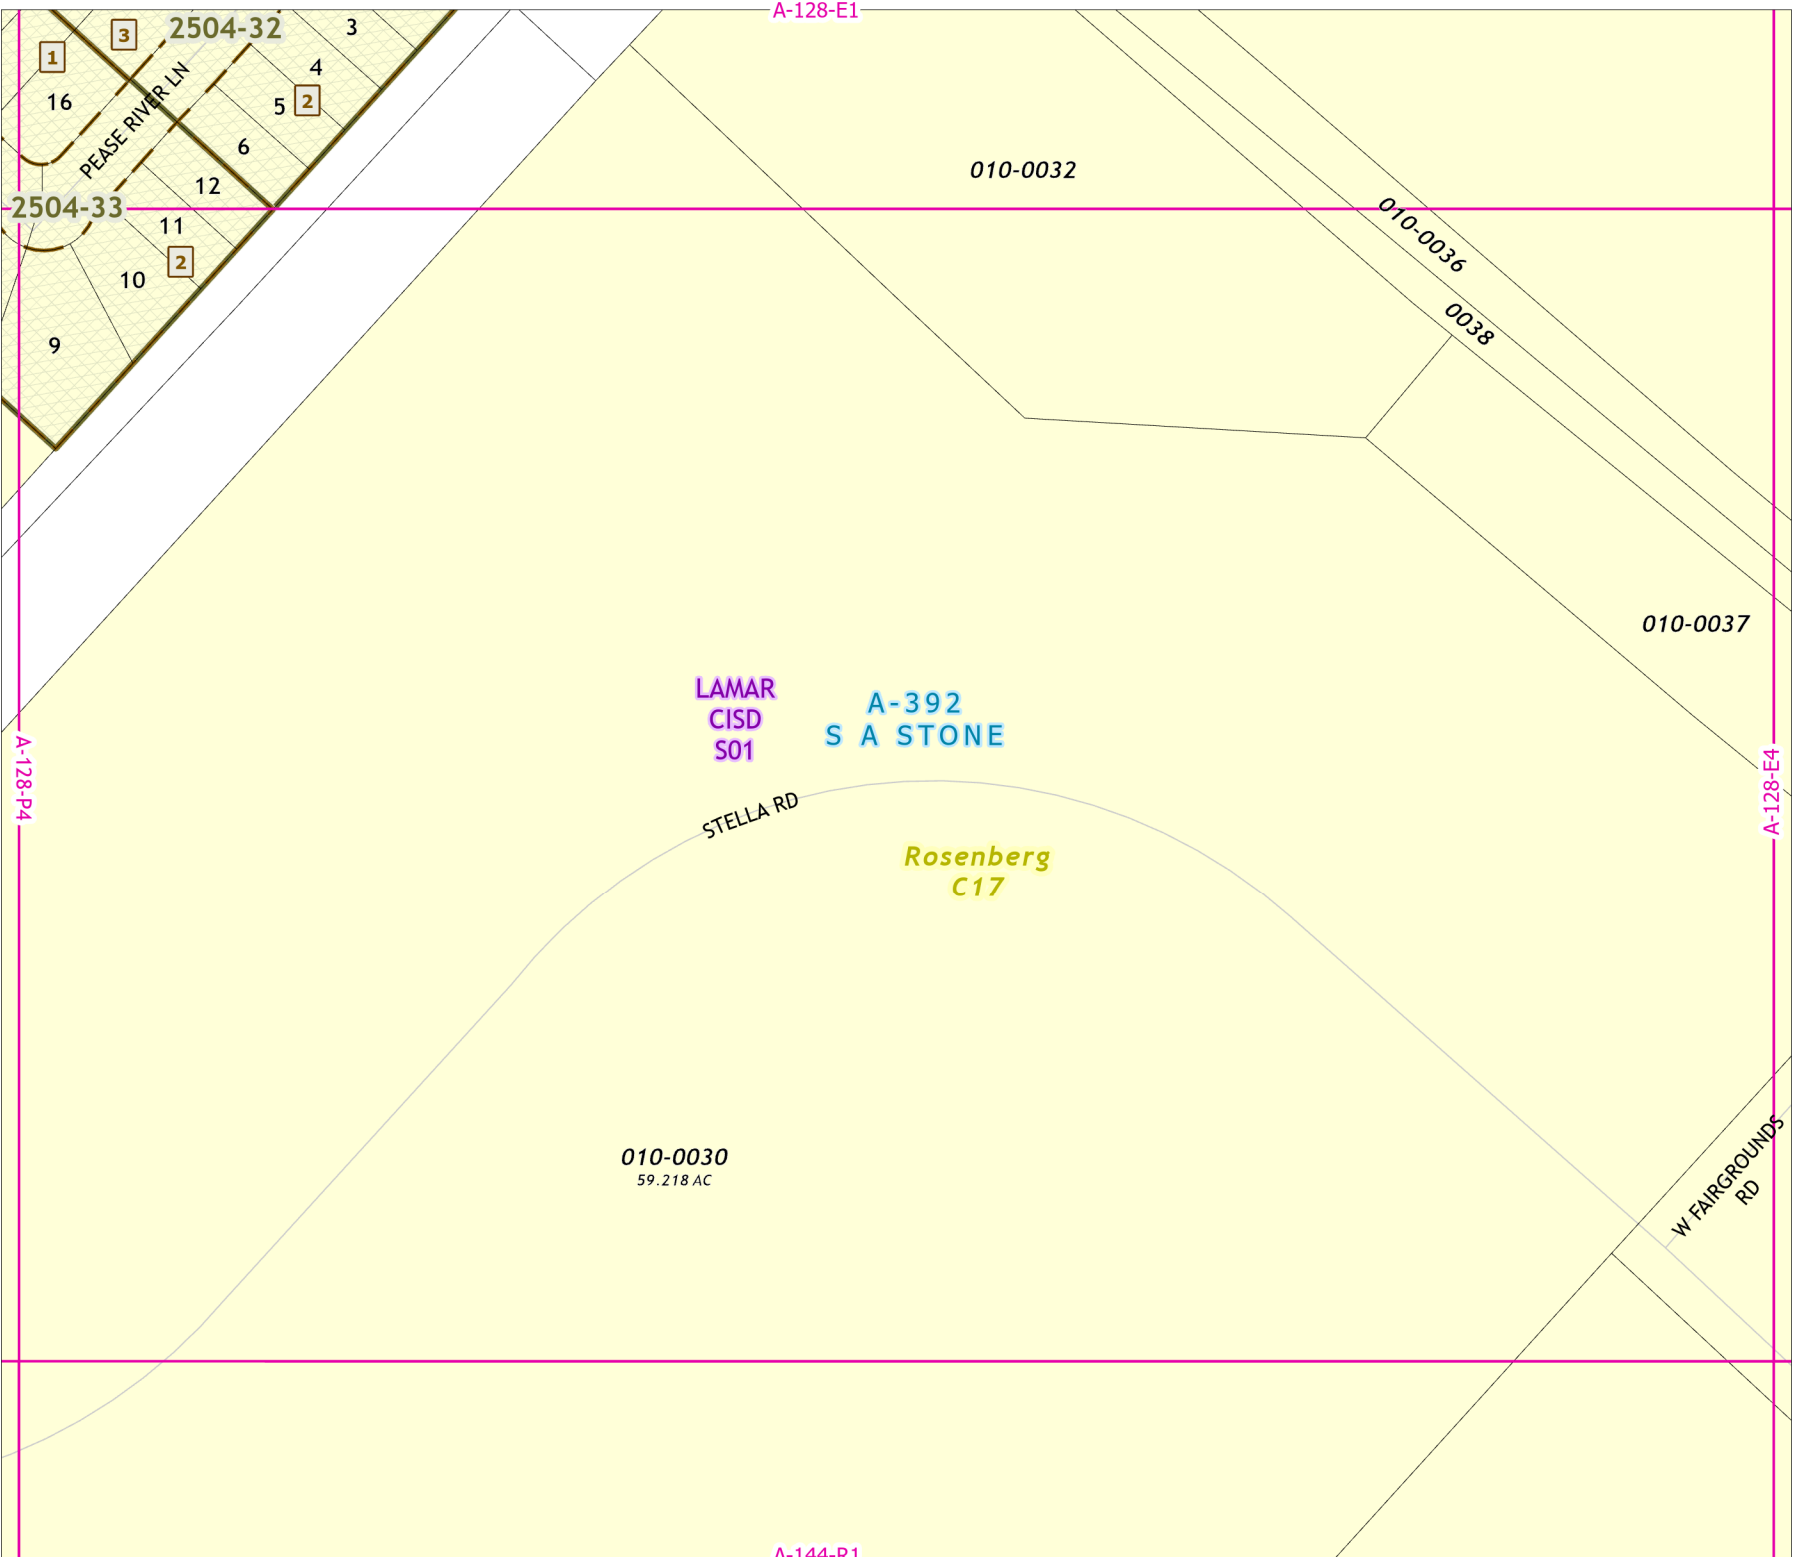 A-128-E1
2504-32
3
3
1
4
16
5
2
PEASE RIVER LN
6
010-0032
12
2504-33
11
010-0036
2
10
0038
9
010-0037
LAMAR
CISD
S01
A-392
S A STONE
A-128-P4
A-128-E4
STELLA RD
Rosenberg
C17
010-0030
59.218 AC
W FAIRGROUNDS
RD
A-144-R1